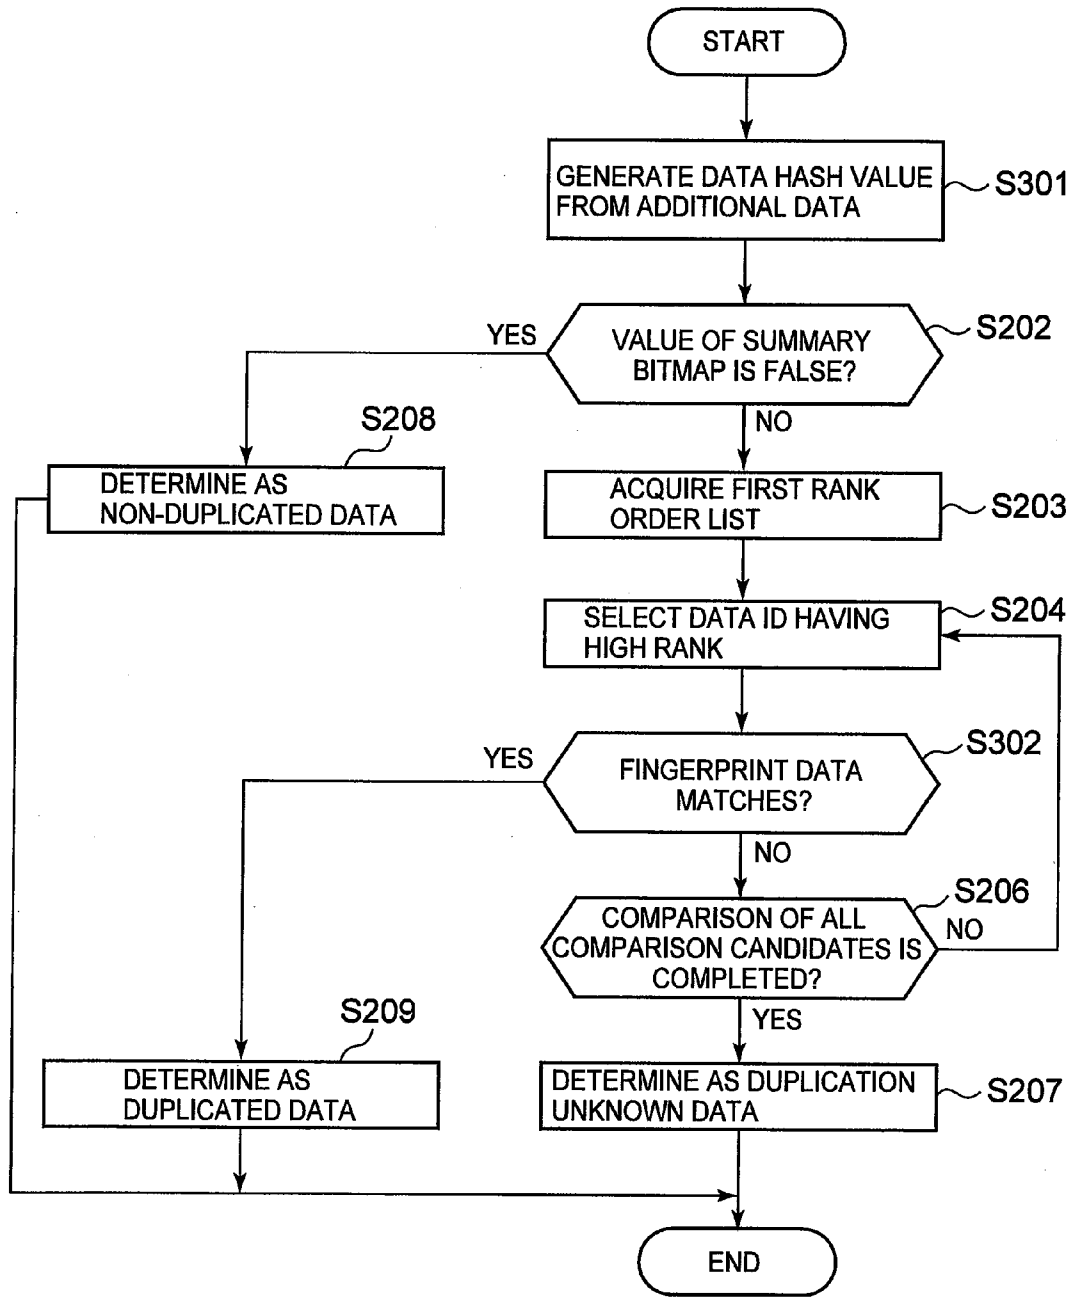 START
GENERATE DATA HASH VALUE
FROM ADDITIONAL DATA
S301
VALUE OF SUMMARY
BITMAP IS FALSE?
S202
YES
NO
S208
DETERMINE AS
NON-DUPLICATED DATA
ACQUIRE FIRST RANK
ORDER LIST
S203
SELECT DATA ID HAVING
HIGH RANK
S204
FINGERPRINT DATA
MATCHES?
S302
YES
NO
COMPARISON OF ALL
COMPARISON CANDIDATES IS
COMPLETED?
S206
NO
YES
S209
DETERMINE AS
DUPLICATED DATA
DETERMINE AS DUPLICATION
UNKNOWN DATA
S207
END